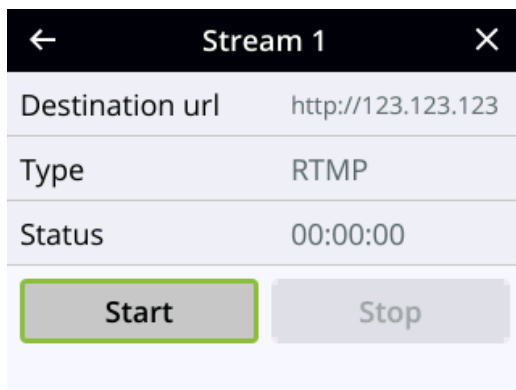 Stream 1
Destination url http://123.123.123
Type RTMP
Status 00:00:00
Start Stop